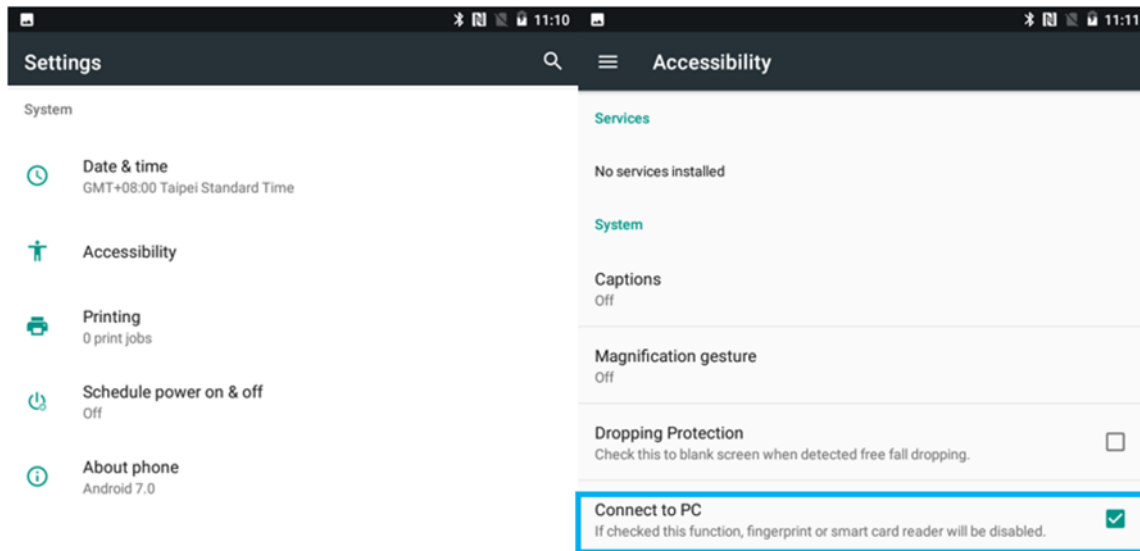 11:10
Settings
System
Date & time
GMT+08:00 Taipei Standard Time
Accessibility
Printing
0 print jobs
Schedule power on & off
Off
About phone
Android 7.0
11:11
Accessibility
Services
No services installed
System
Captions
Off
Magnification gesture
Off
Dropping Protection
Check this to blank screen when detected free fall dropping.
Connect to PC
If checked this function, fingerprint or smart card reader will be disabled.